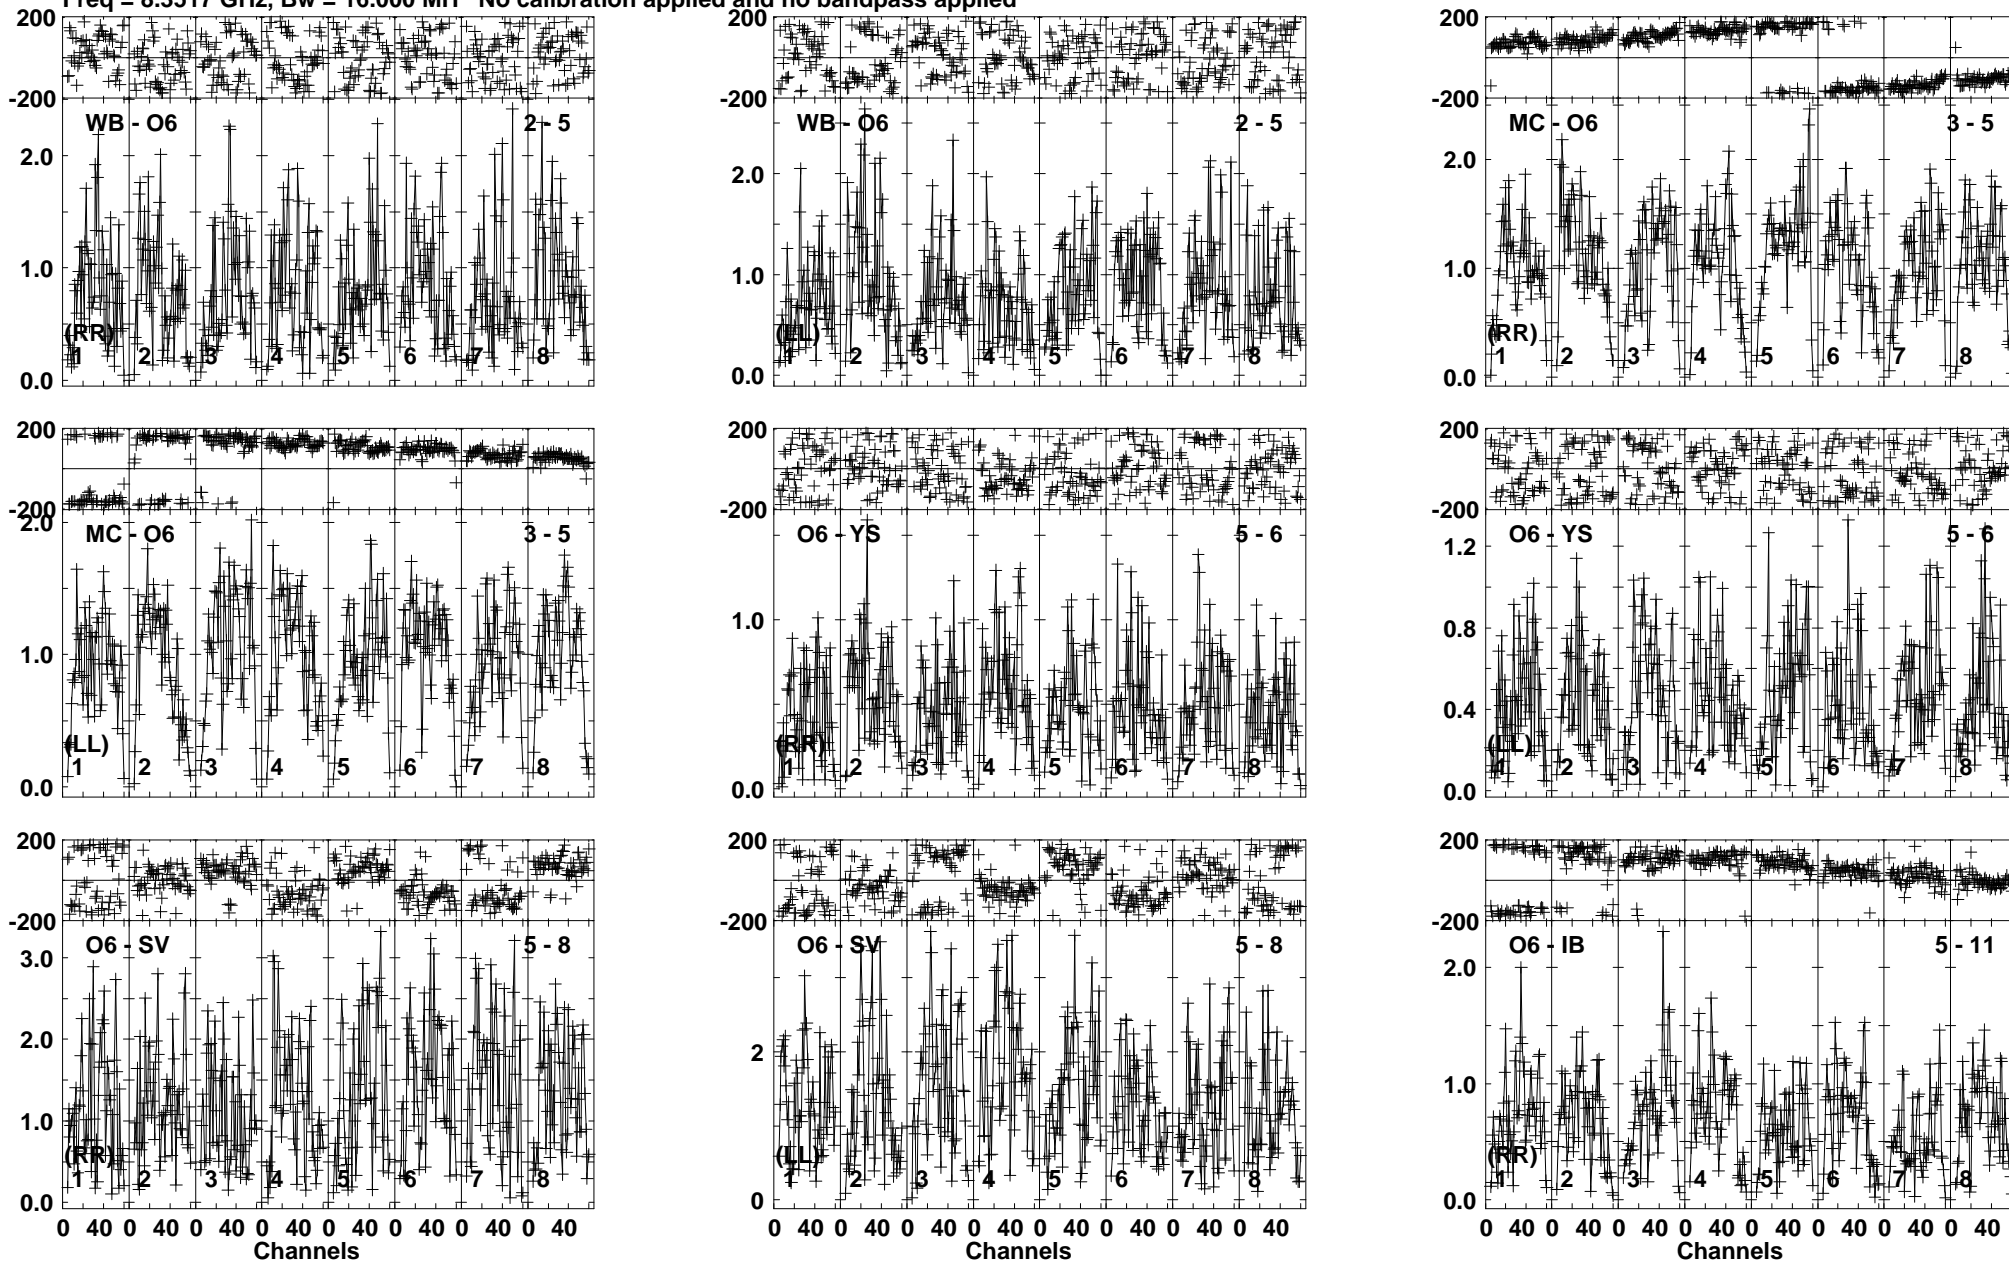 Freq = 8.3517 GHz, Bw = 16.000 MH No calibration applied and no bandpass applied
200 200 200
-200 -200 -200
WB - O6 2 - 5 WB - O6 2 - 5 MC - O6 3 - 5
2.0 2.0 2.0
1.0 1.0 1.0
(RR) (LL) (RR)
1 2 3 4 5 6 7 8 1 2 3 4 5 6 7 8 1 2 3 4 5 6 7 8
0.0 0.0 0.0
200 200 200
-200 -200 -200
2.0
MC - O6 3 - 5 O6 - YS 5 - 6 O6 - YS 5 - 6
1.2
1.0 1.0 0.8
0.4
(LL) (RR) (LL)
1 2 3 4 5 6 7 8 1 2 3 4 5 6 7 8 1 2 3 4 5 6 7 8
0.0 0.0 0.0
200 200 200
-200 -200 -200
O6 - SV 5 - 8 O6 - SV 5 - 8 O6 - IB 5 - 11
3.0 2.0
2.0 2
1.0 1.0
(RR) (LL) (RR)
1 2 3 4 5 6 7 8 1 2 3 4 5 6 7 8 1 2 3 4 5 6 7 8
0.0 0 0.0
0 40 0 40 0 40 0 40 0 40 0 40 0 40 0 40 0 40 0 40 0 40 0 40 0 40 0 40 0 40 0 40 0 40 0 40 0 40 0 40 0 40 0 40 0 40 0 40
Channels Channels Channels